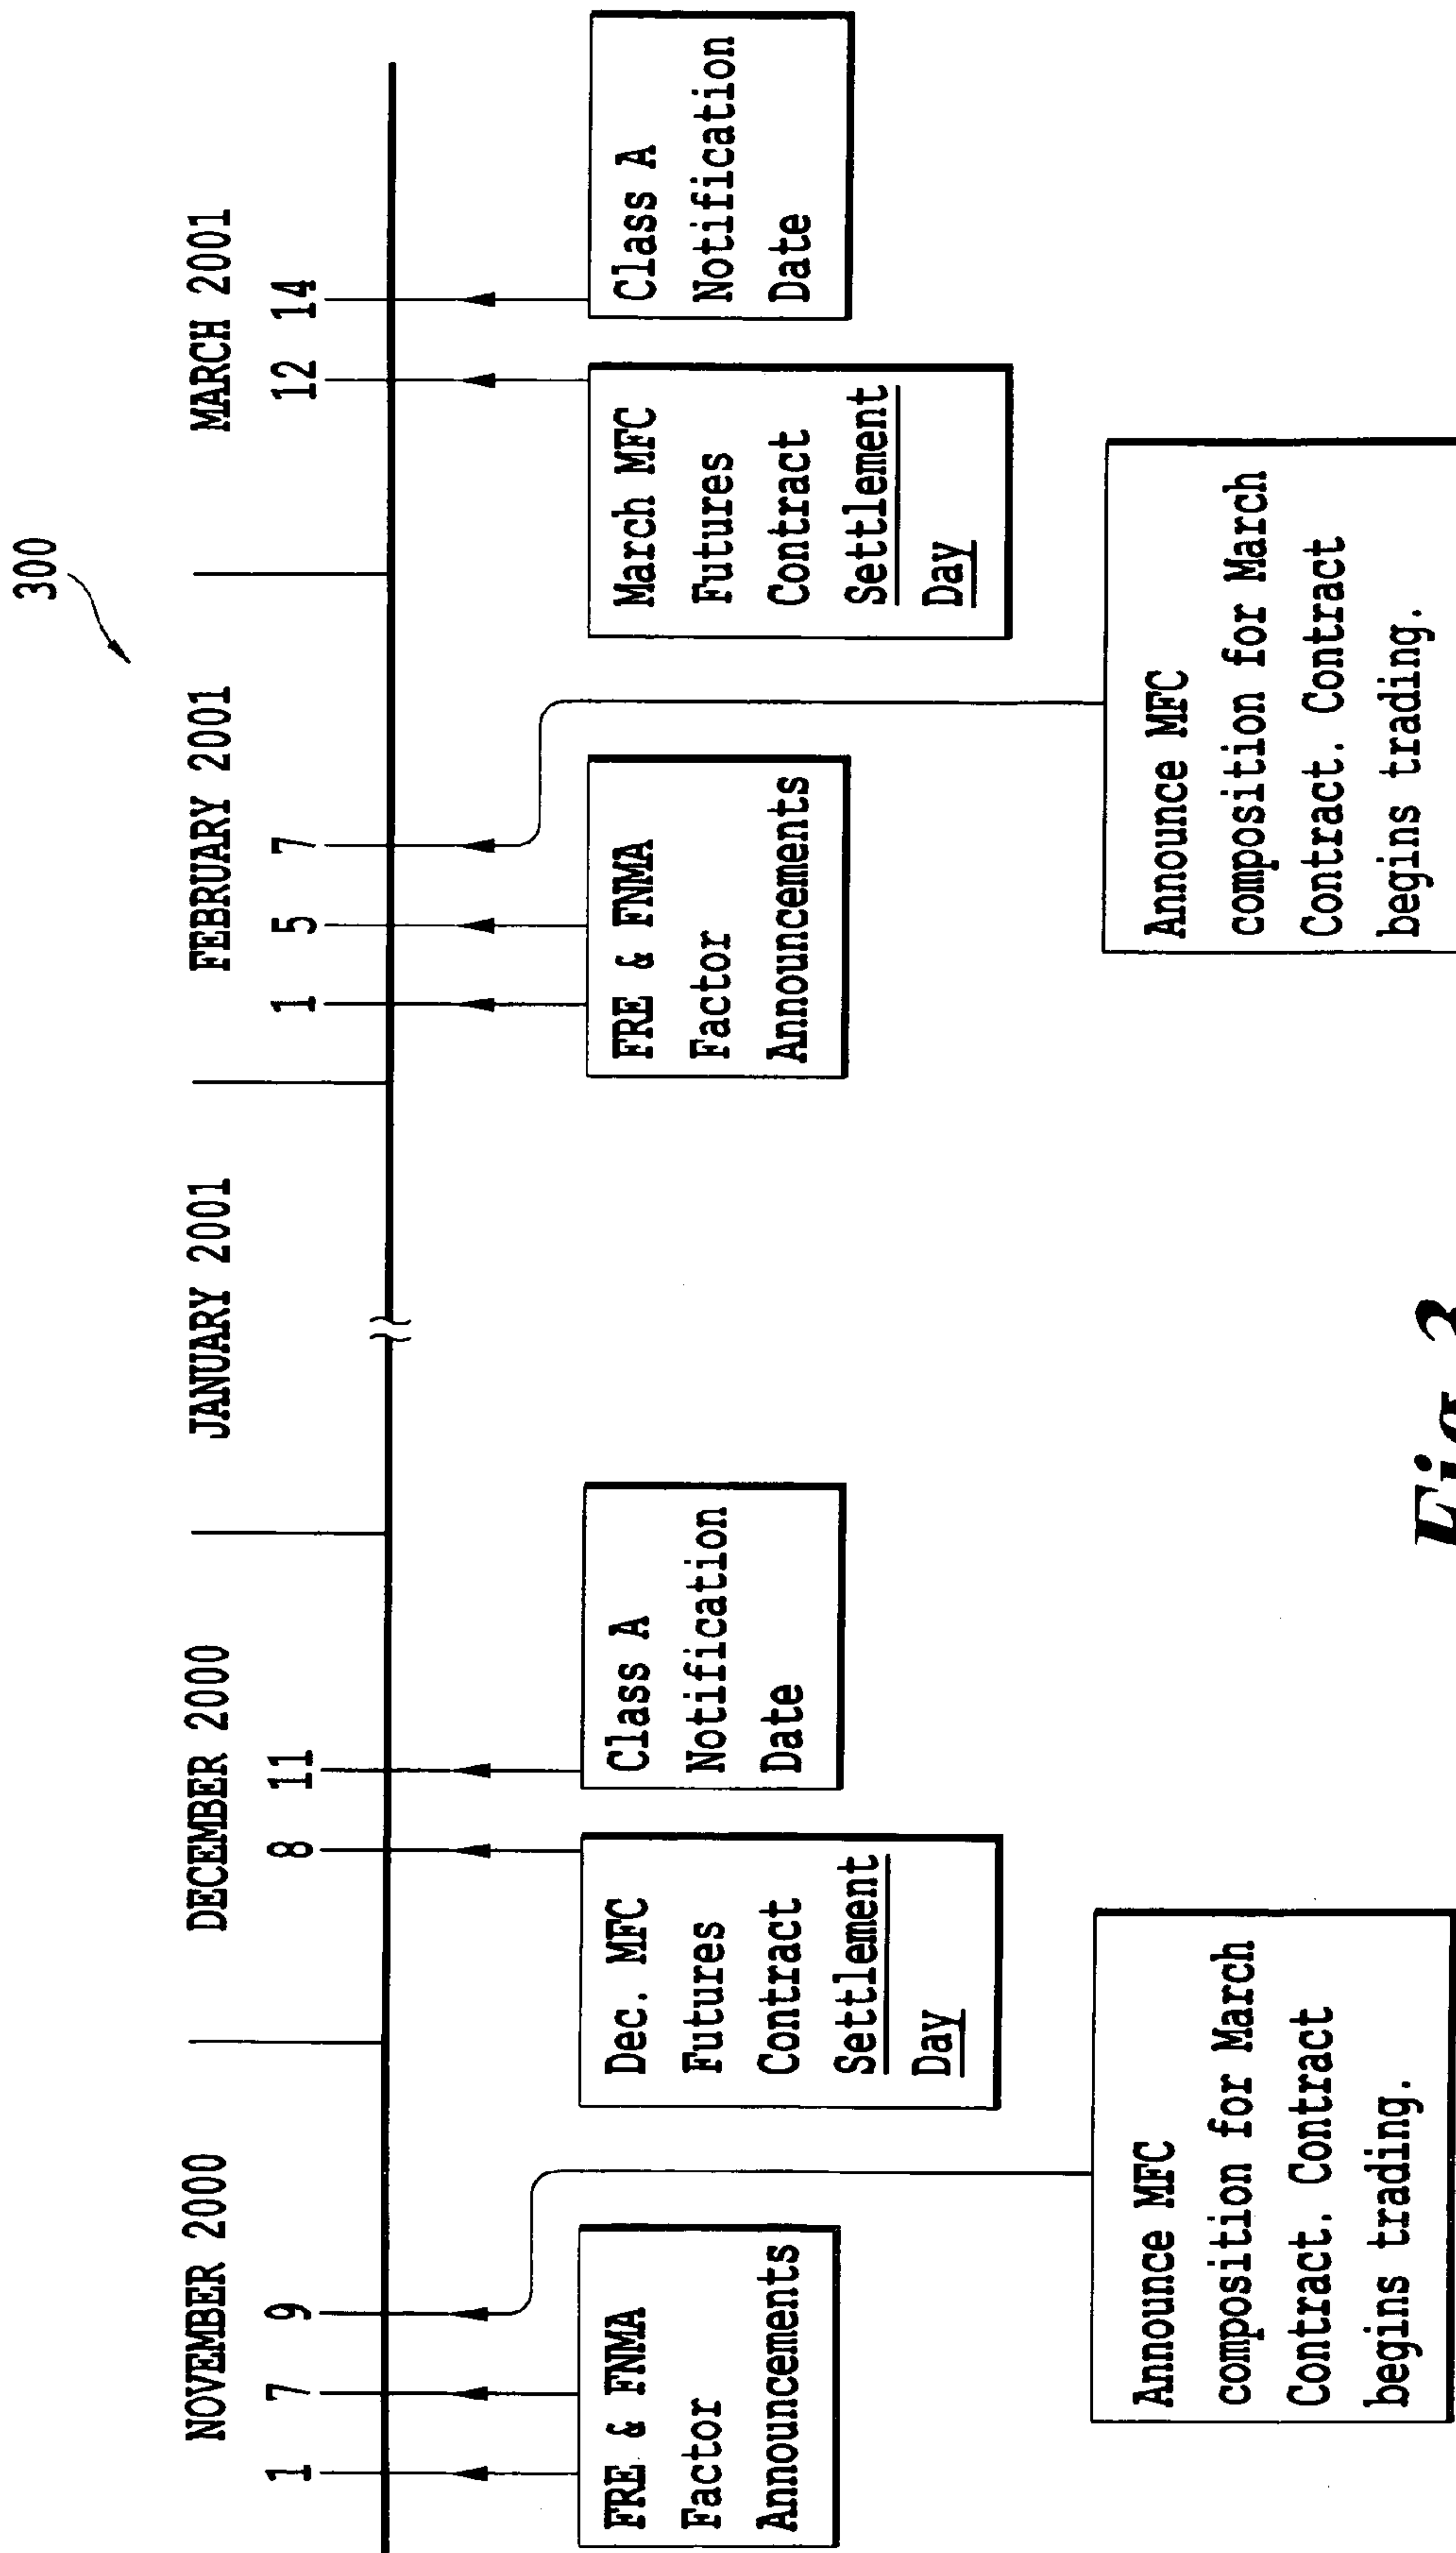 300
NOVEMBER 2000
DECEMBER 2000
JANUARY 2001
FEBRUARY 2001
MARCH 2001
1
7
9
8
11
1
5
7
12
14
FRE & FNMA
Factor
Announcements
Dec. MFC
Futures
Contract
Settlement
Day
Class A
Notification
Date
FRE & FNMA
Factor
Announcements
March MFC
Futures
Contract
Settlement
Day
Class A
Notification
Date
Announce MFC
composition for March
Contract. Contract
begins trading.
Announce MFC
composition for March
Contract. Contract
begins trading.
Fig.